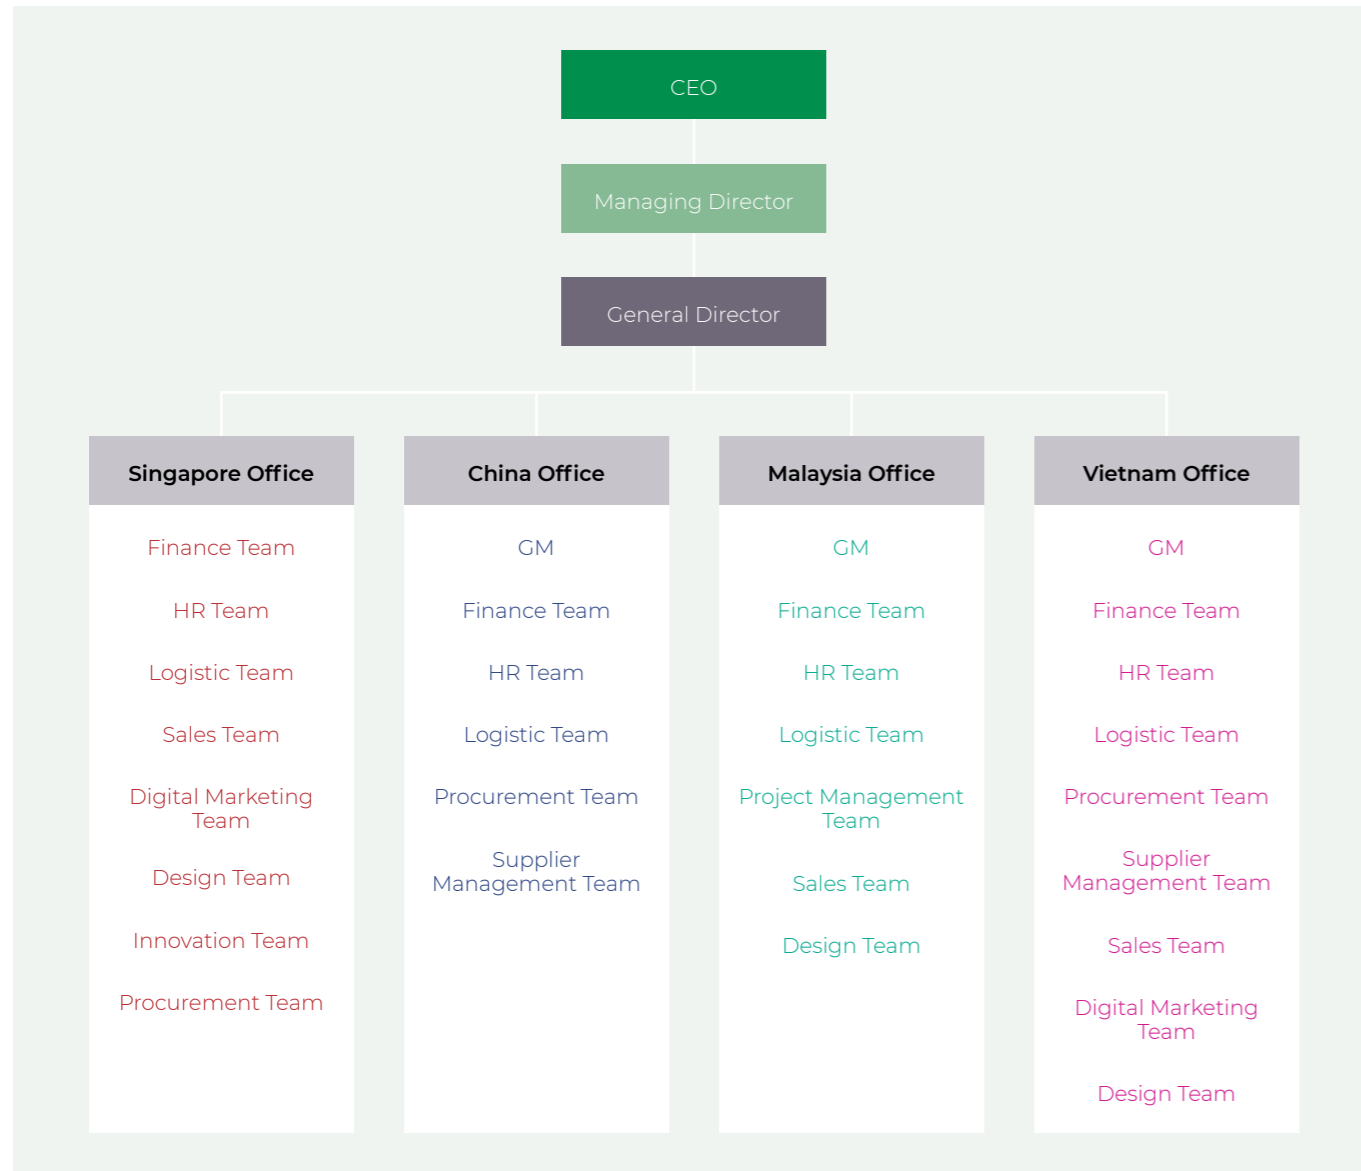 CEO
Managing Director
General Director
Singapore Office
Finance Team
HR Team
Logistic Team
Sales Team
Digital Marketing
Team
Design Team
Innovation Team
Procurement Team
China Office
GM
Finance Team
HR Team
Logistic Team
Procurement Team
Supplier
Management Team
Malaysia Office
GM
Finance Team
HR Team
Logistic Team
Project Management
Team
Sales Team
Design Team
Vietnam Office
GM
Finance Team
HR Team
Logistic Team
Procurement Team
Supplier
Management Team
Sales Team
Digital Marketing
Team
Design Team